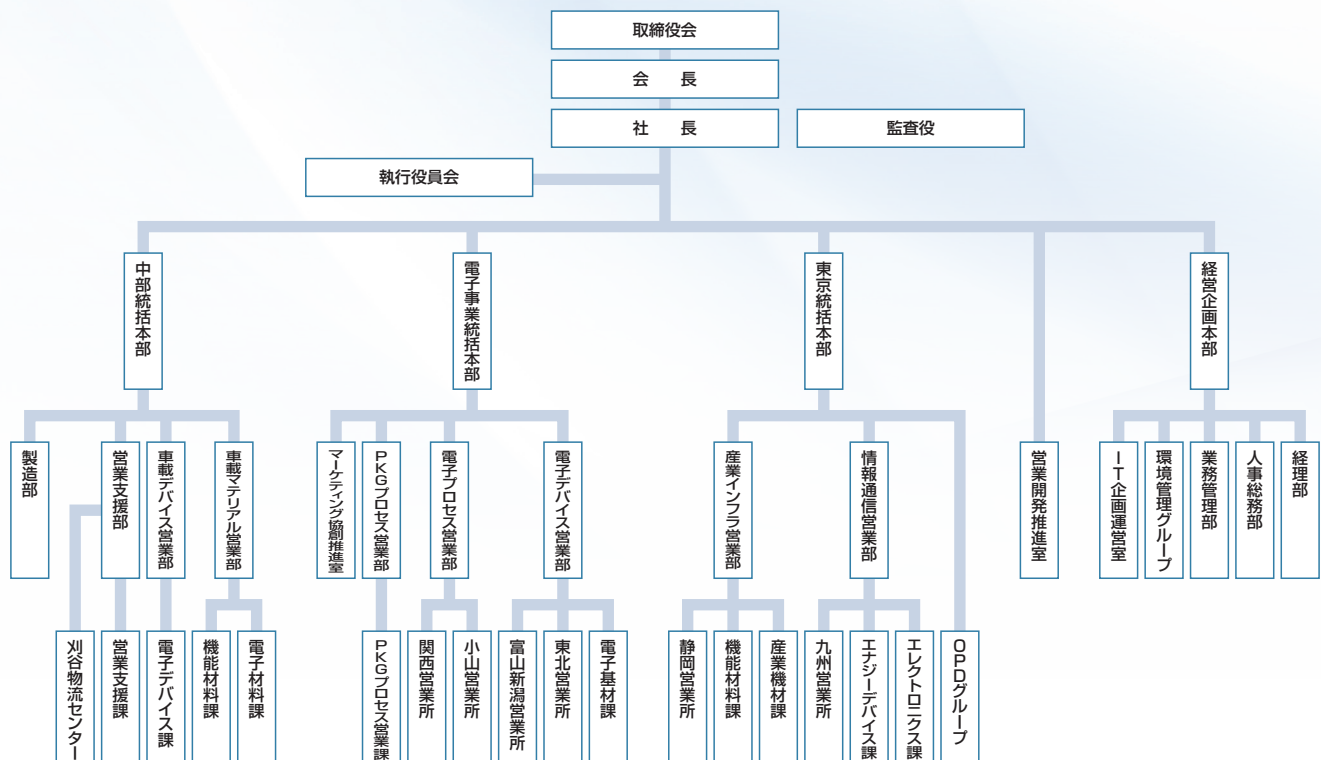 取締役会
会　長
社　長
監査役
執行役員会
中部統括本部
電子事業統括本部
東京統括本部
経営企画本部
製造部
営業支援部
車載デバイス営業部
車載マテリアル営業部
マーケティング協創推進室
PKGプロセス営業部
電子プロセス営業部
電子デバイス営業部
産業インフラ営業部
情報通信営業部
営業開発推進室
IT企画運営室
環境管理グループ
業務管理部
人事総務部
経理部
刈谷物流センター
営業支援課
電子デバイス課
機能材料課
電子材料課
PKGプロセス営業課
関西営業所
小山営業所
富山新潟営業所
東北営業所
電子基材課
静岡営業所
機能材料課
産業機材課
九州営業所
エナジーデバイス課
エレクトロニクス課
OPDグループ